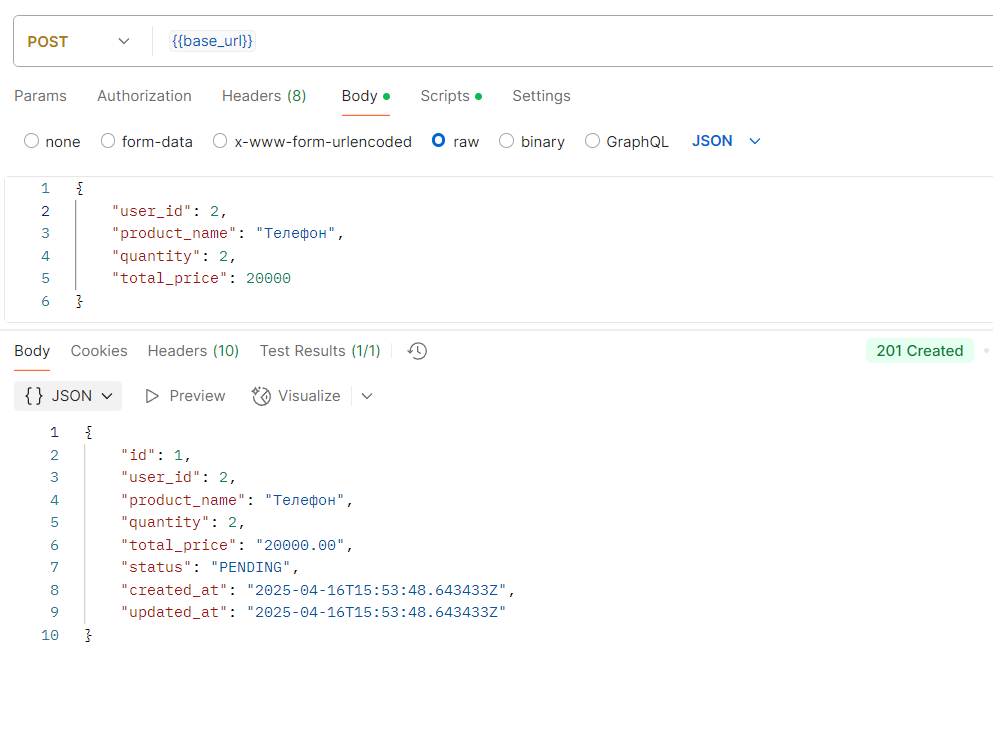 POST {{base_url}}
Params Authorization Headers (8) Body Scripts Settings
none form-data x-www-form-urlencoded raw binary GraphQL JSON
1 {
2 "user_id": 2,
3 "product_name": "Телефон",
4 "quantity": 2,
5 "total_price": 20000
6 }
Body Cookies Headers (10) Test Results (1/1) 201 Created
{} JSON Preview Visualize
1 {
2 "id": 1,
3 "user_id": 2,
4 "product_name": "Телефон",
5 "quantity": 2,
6 "total_price": "20000.00",
7 "status": "PENDING",
8 "created_at": "2025-04-16T15:53:48.643433Z",
9 "updated_at": "2025-04-16T15:53:48.643433Z"
10 }